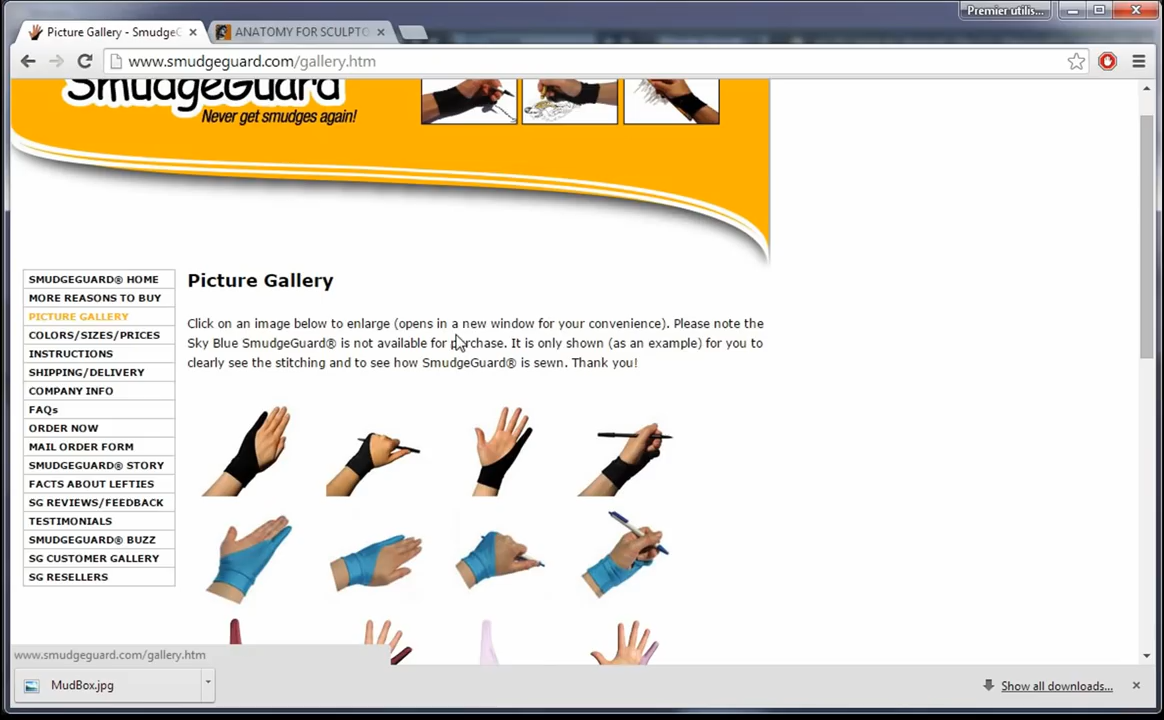 Premier utilis...
Picture Gallery - SmudgeG
ANATOMY FOR SCULPTO
www.smudgeguard.com/gallery.htm
SmudgeGuard
Never get smudges again!
SMUDGEGUARD® HOME
MORE REASONS TO BUY
PICTURE GALLERY
COLORS/SIZES/PRICES
INSTRUCTIONS
SHIPPING/DELIVERY
COMPANY INFO
FAQs
ORDER NOW
MAIL ORDER FORM
SMUDGEGUARD® STORY
FACTS ABOUT LEFTIES
SG REVIEWS/FEEDBACK
TESTIMONIALS
SMUDGEGUARD® BUZZ
SG CUSTOMER GALLERY
SG RESELLERS
Picture Gallery
Click on an image below to enlarge (opens in a new window for your convenience). Please note the
Sky Blue SmudgeGuard® is not available for purchase. It is only shown (as an example) for you to
clearly see the stitching and to see how SmudgeGuard® is sewn. Thank you!
www.smudgeguard.com/gallery.htm
MudBox.jpg
Show all downloads...